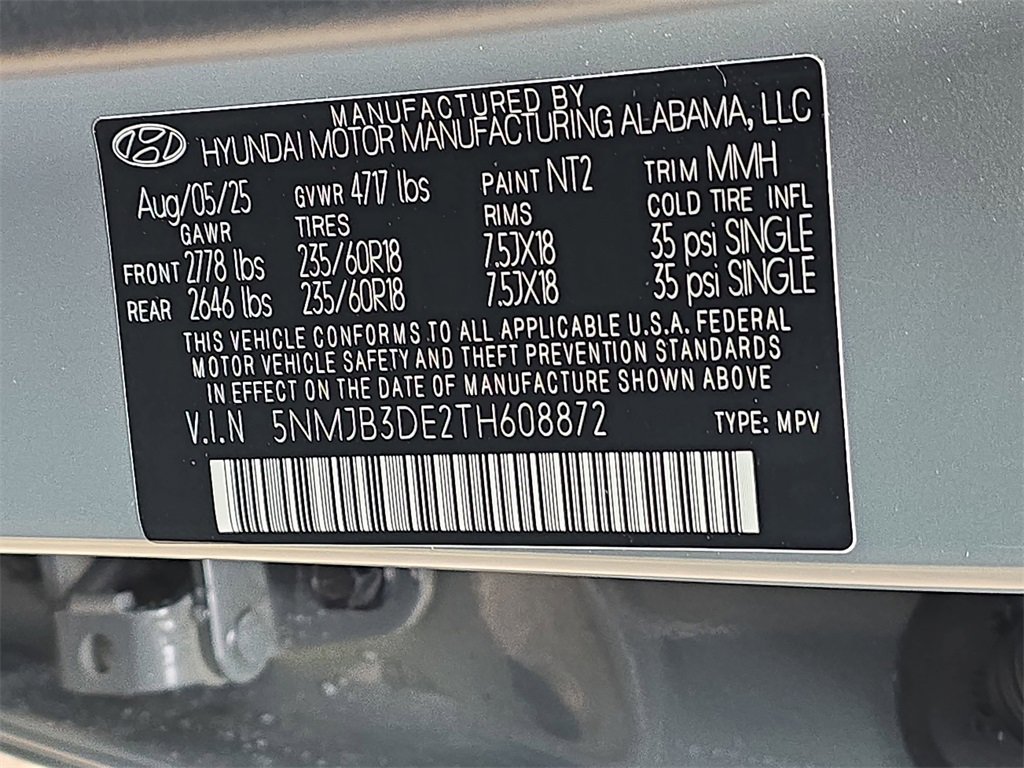 MANUFACTURED BY
HYUNDAI MOTOR MANUFACTURING ALABAMA, LLC
Aug/05/25 GVWR 4717 lbs PAINT NT2 TRIM MMH
GAWR TIRES RIMS COLD TIRE INFL
FRONT 2778 lbs 235/60R18 7.5JX18 35 psi SINGLE
REAR 2646 lbs 235/60R18 7.5JX18 35 psi SINGLE
THIS VEHICLE CONFORMS TO ALL APPLICABLE U.S.A. FEDERAL
MOTOR VEHICLE SAFETY AND THEFT PREVENTION STANDARDS
IN EFFECT ON THE DATE OF MANUFACTURE SHOWN ABOVE
V.I.N 5NMJB3DE2TH608872 TYPE: MPV